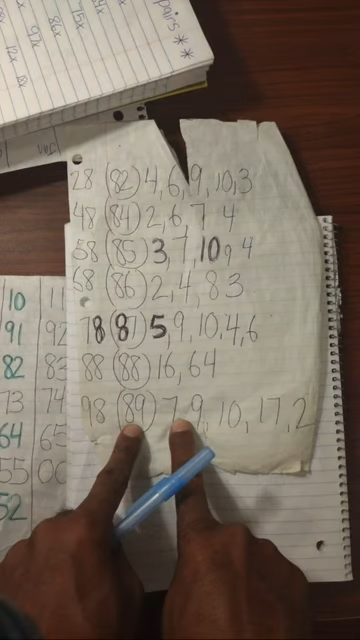 pairs **
28 (82) 4, 6, 9, 10, 3
48 (84) 2, 6, 7 4
58 (85) 3, 7, 10, 9 4
68 (86) 2, 4, 8 3
78 (87) 5, 9, 10, 4, 6
88 (88) 16, 64
98 (89) 7, 9, 10, 17, 2
10 11
91 92
82 83
73 74
64 65
55 00
52